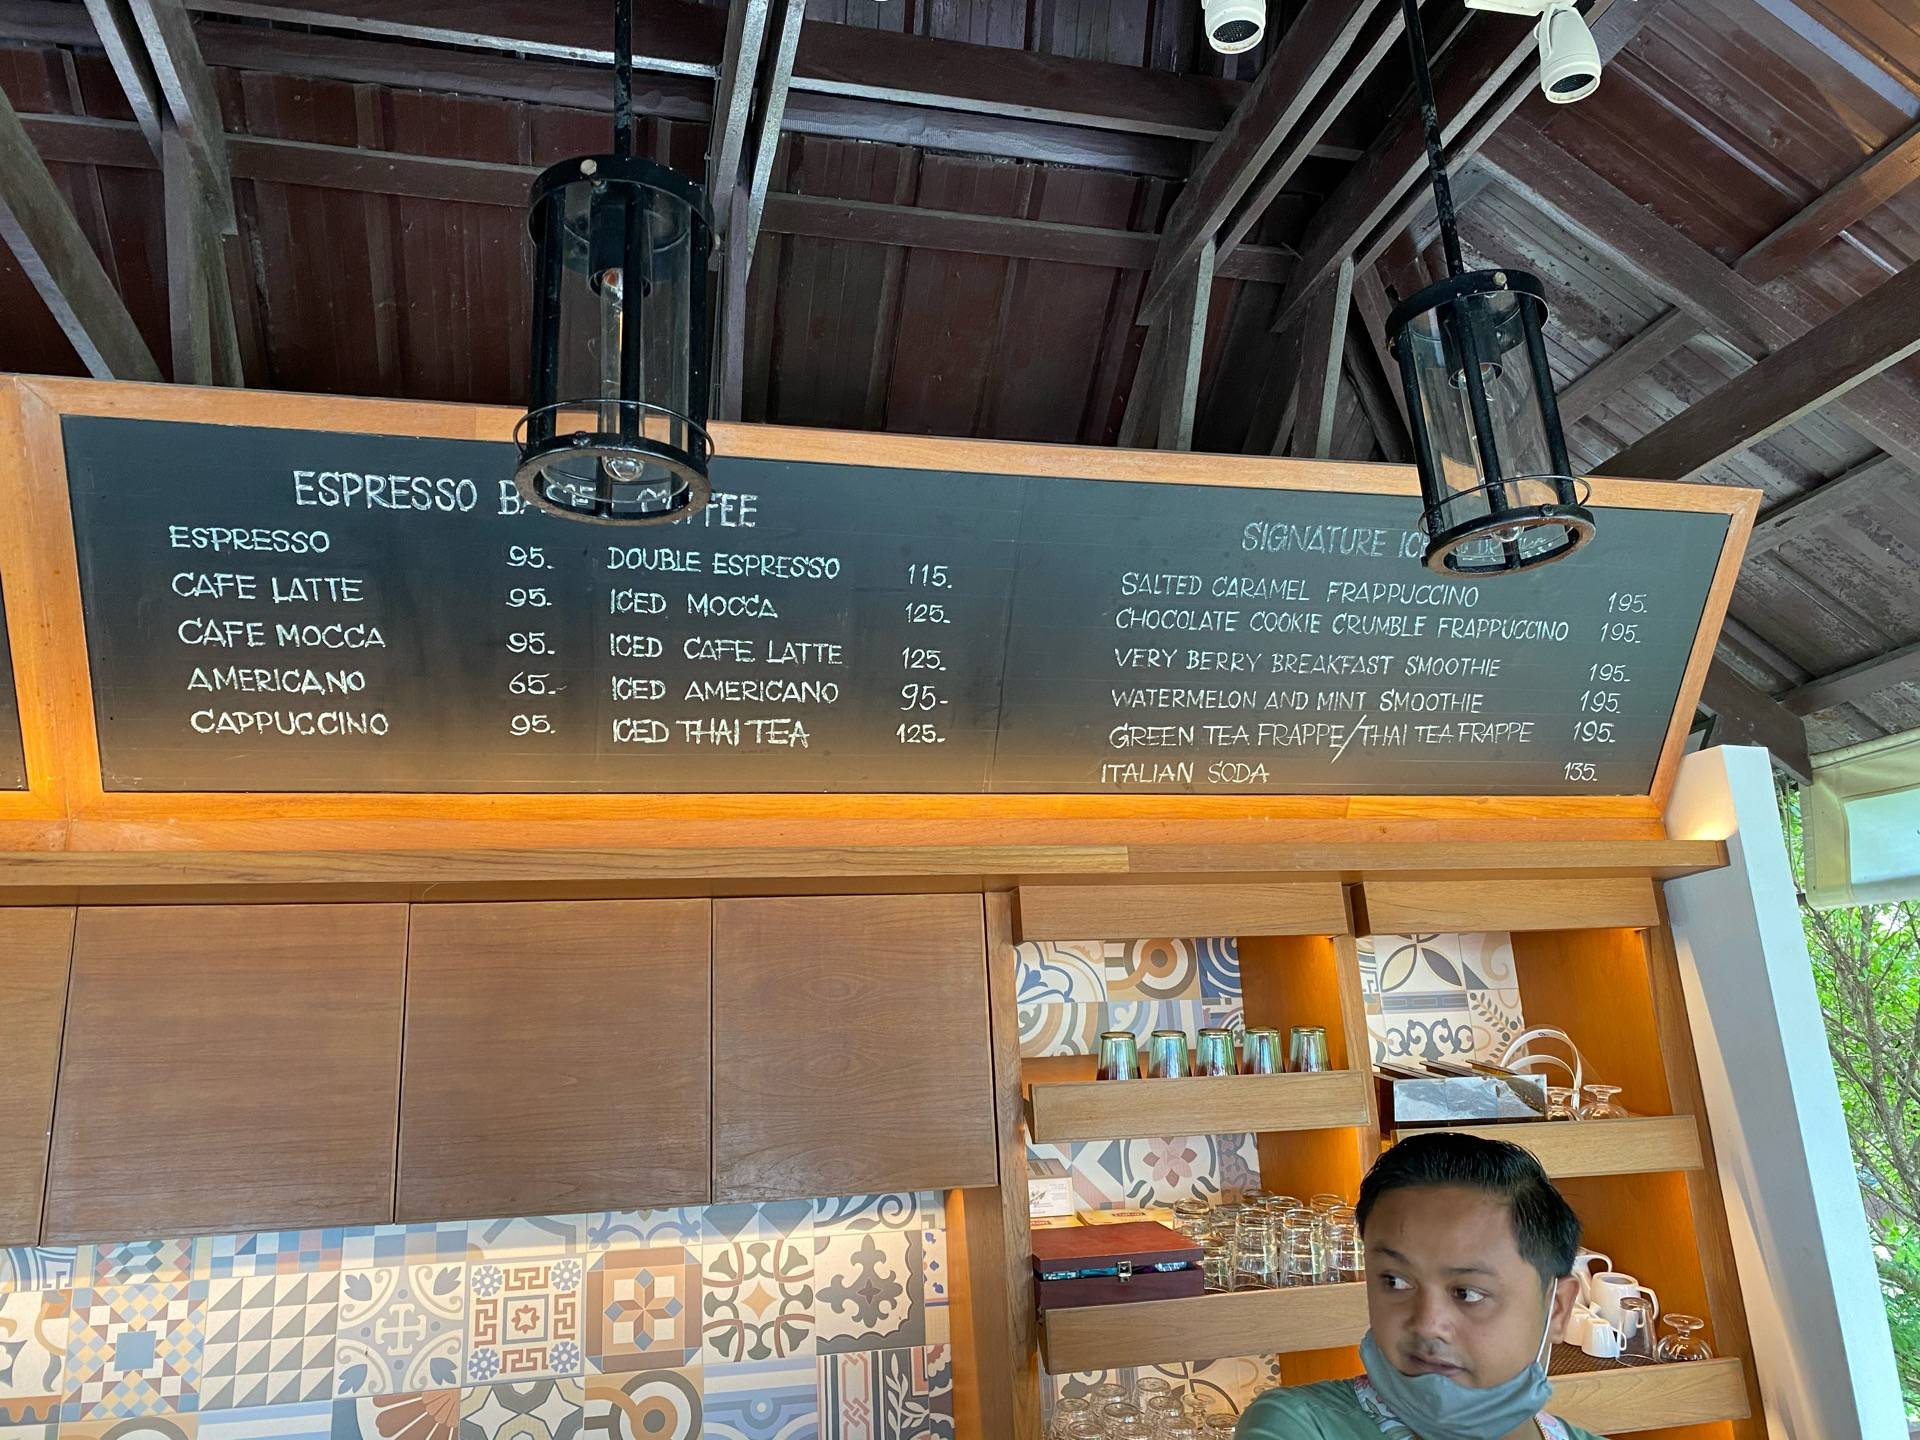 ESPRESSO COFFEE
ESPRESSO 95.
CAFE LATTE 95.
CAFE MOCCA 95.
AMERICANO 65.-
CAPPUCCINO 95.
DOUBLE ESPRESSO 115.
ICED MOCCA 125.
ICED CAFE LATTE 125.
ICED AMERICANO 95-
ICED THAI TEA 125.
SIGNATURE
SALTED CARAMEL FRAPPUCCINO 195.
CHOCOLATE COOKIE CRUMBLE FRAPPUCCINO 195.
VERY BERRY BREAKFAST SMOOTHIE 195.
WATERMELON AND MINT SMOOTHIE 195.
GREEN TEA FRAPPE/THAI TEA FRAPPE 195.
ITALIAN SODA 135.